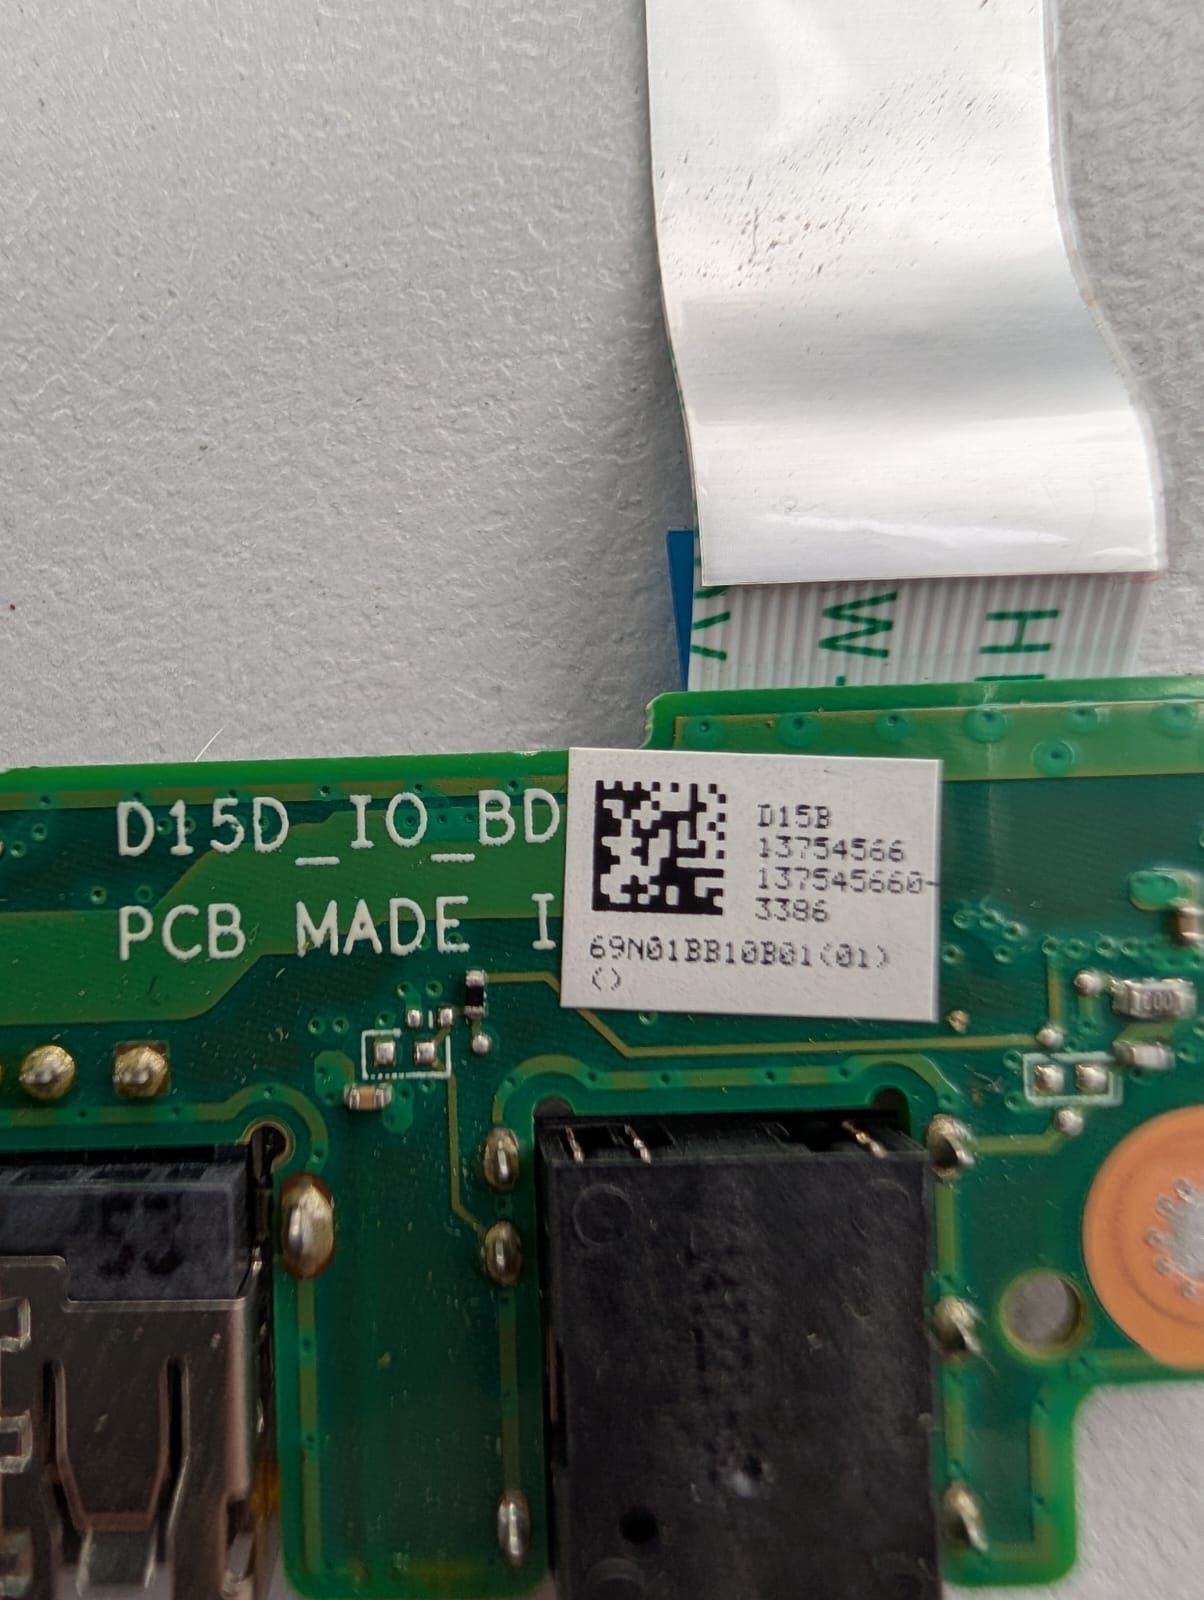 D15D_IO_BD
PCB MADE I
D15B
13754566
137545660-
3386
69N01BB10B01(01)
()